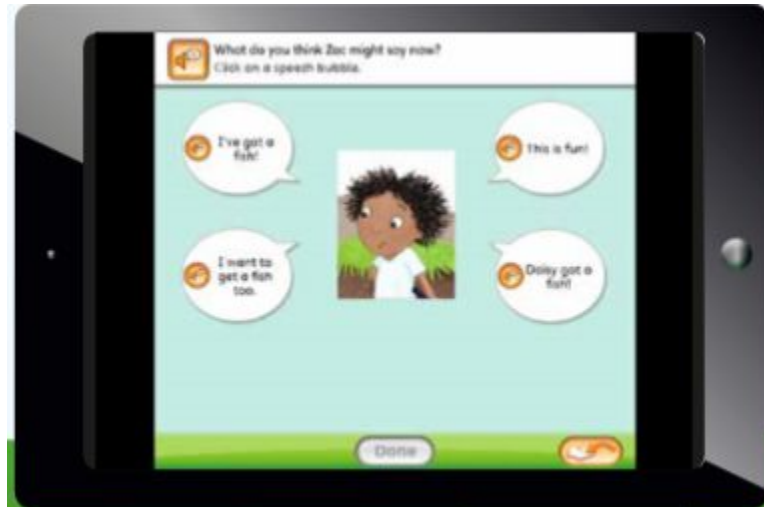 What do you think Zac might say now?
Click on a speech bubble.
I've got a
fish!
This is fun!
I want to
get a fish
too.
Daisy got a
fish!
Done